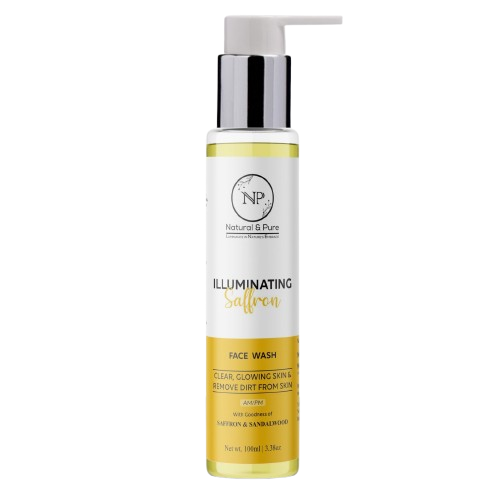 NP
Natural & Pure
ILLUMINATING
Saffron
FACE WASH
CLEAR, GLOWING SKIN &
REMOVE DIRT FROM SKIN
AM/PM
With Goodness of
SAFFRON & SANDALWOOD
Net wt. 100ml | 3.38oz